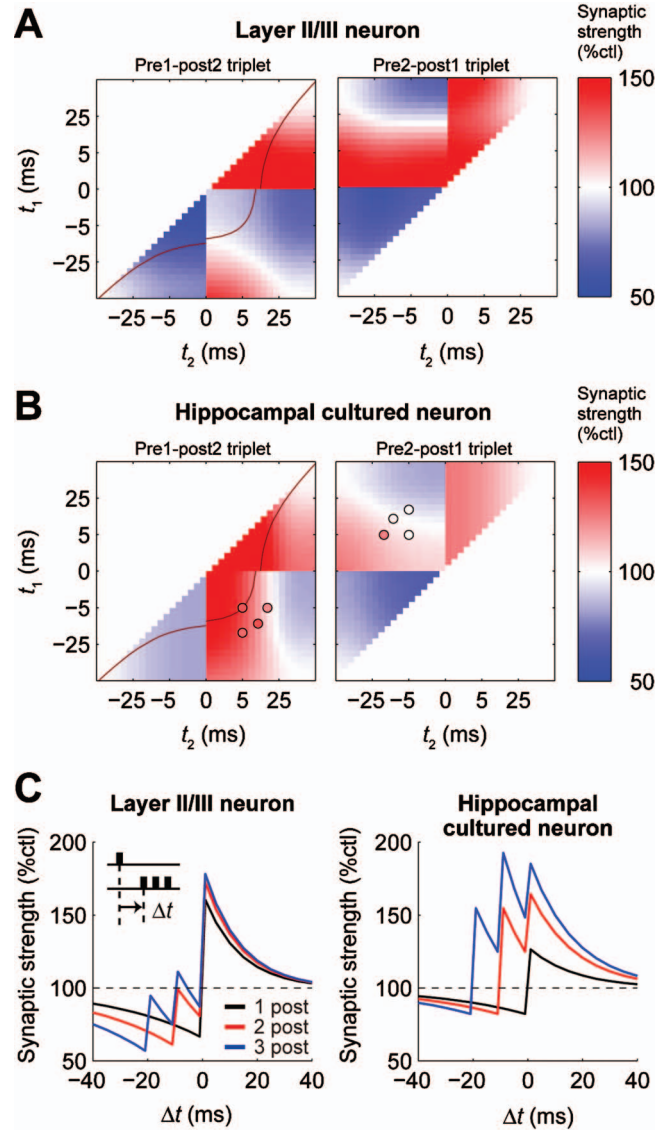 A
Layer II/III neuron
Synaptic
strength
(%ctl)
Pre1-post2 triplet
Pre2-post1 triplet
25
5
0
−5
−25
t1 (ms)
−25 −5 0 5 25
t2 (ms)
−25 −5 0 5 25
t2 (ms)
150
100
50
B
Hippocampal cultured neuron
Synaptic
strength
(%ctl)
Pre1-post2 triplet
Pre2-post1 triplet
25
5
0
−5
−25
t1 (ms)
−25 −5 0 5 25
t2 (ms)
−25 −5 0 5 25
t2 (ms)
150
100
50
C
Layer II/III neuron
Synaptic strength (%ctl)
200
150
100
50
Δt
1 post
2 post
3 post
−40 −20 0 20 40
Δt (ms)
Hippocampal
cultured neuron
Synaptic strength (%ctl)
200
150
100
50
−40 −20 0 20 40
Δt (ms)